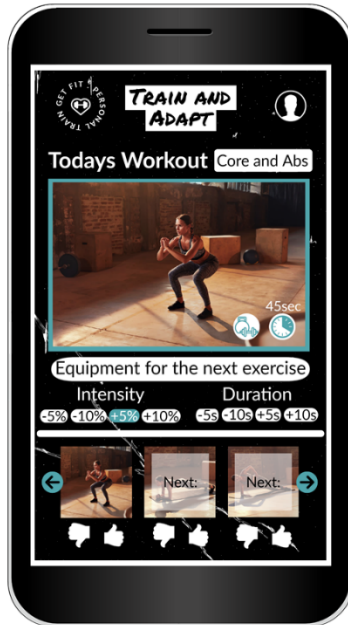 GET FIT PERSONAL TRAIN
TRAIN AND
ADAPT
Todays Workout Core and Abs
45sec
Equipment for the next exercise
Intensity Duration
-5% -10% +5% +10% -5s -10s +5s +10s
Next: Next: